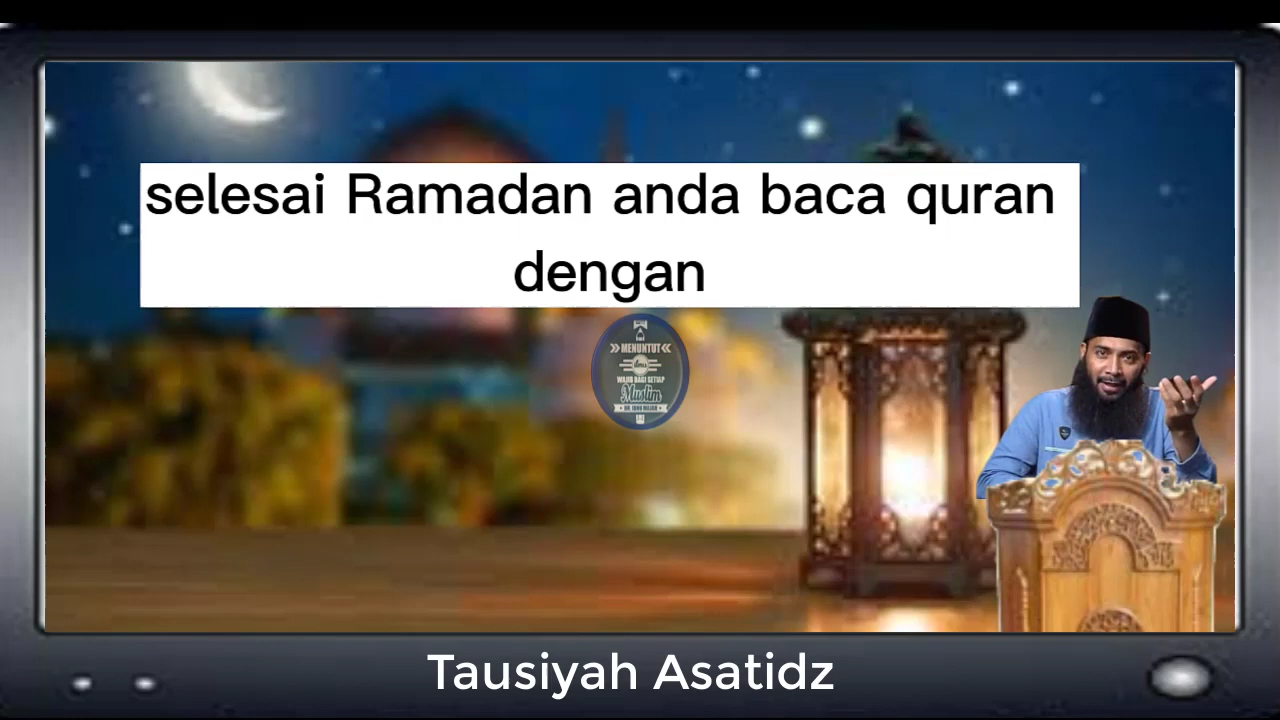 selesai Ramadan anda baca quran
dengan
MENUNTUT
WAJIB BAGI SETIAP
Muslim
Tausiyah Asatidz